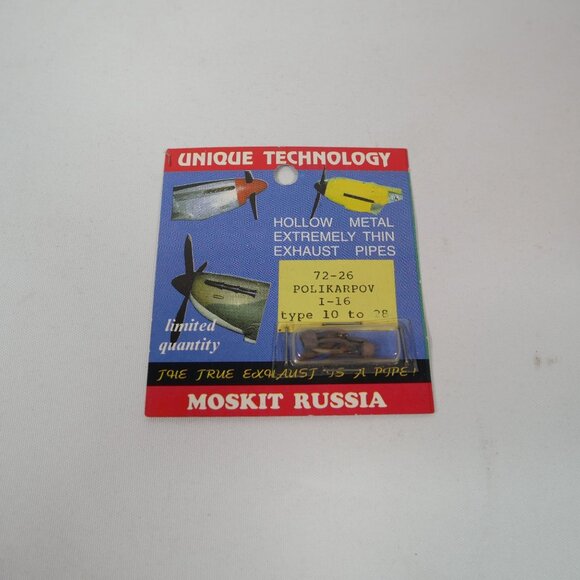 UNIQUE TECHNOLOGY
HOLLOW METAL
EXTREMELY THIN
EXHAUST PIPES
72-26
POLIKARPOV
I-16
type 10 to 28
limited
quantity
THE TRUE EXHAUST IS A PIPE!
MOSKIT RUSSIA